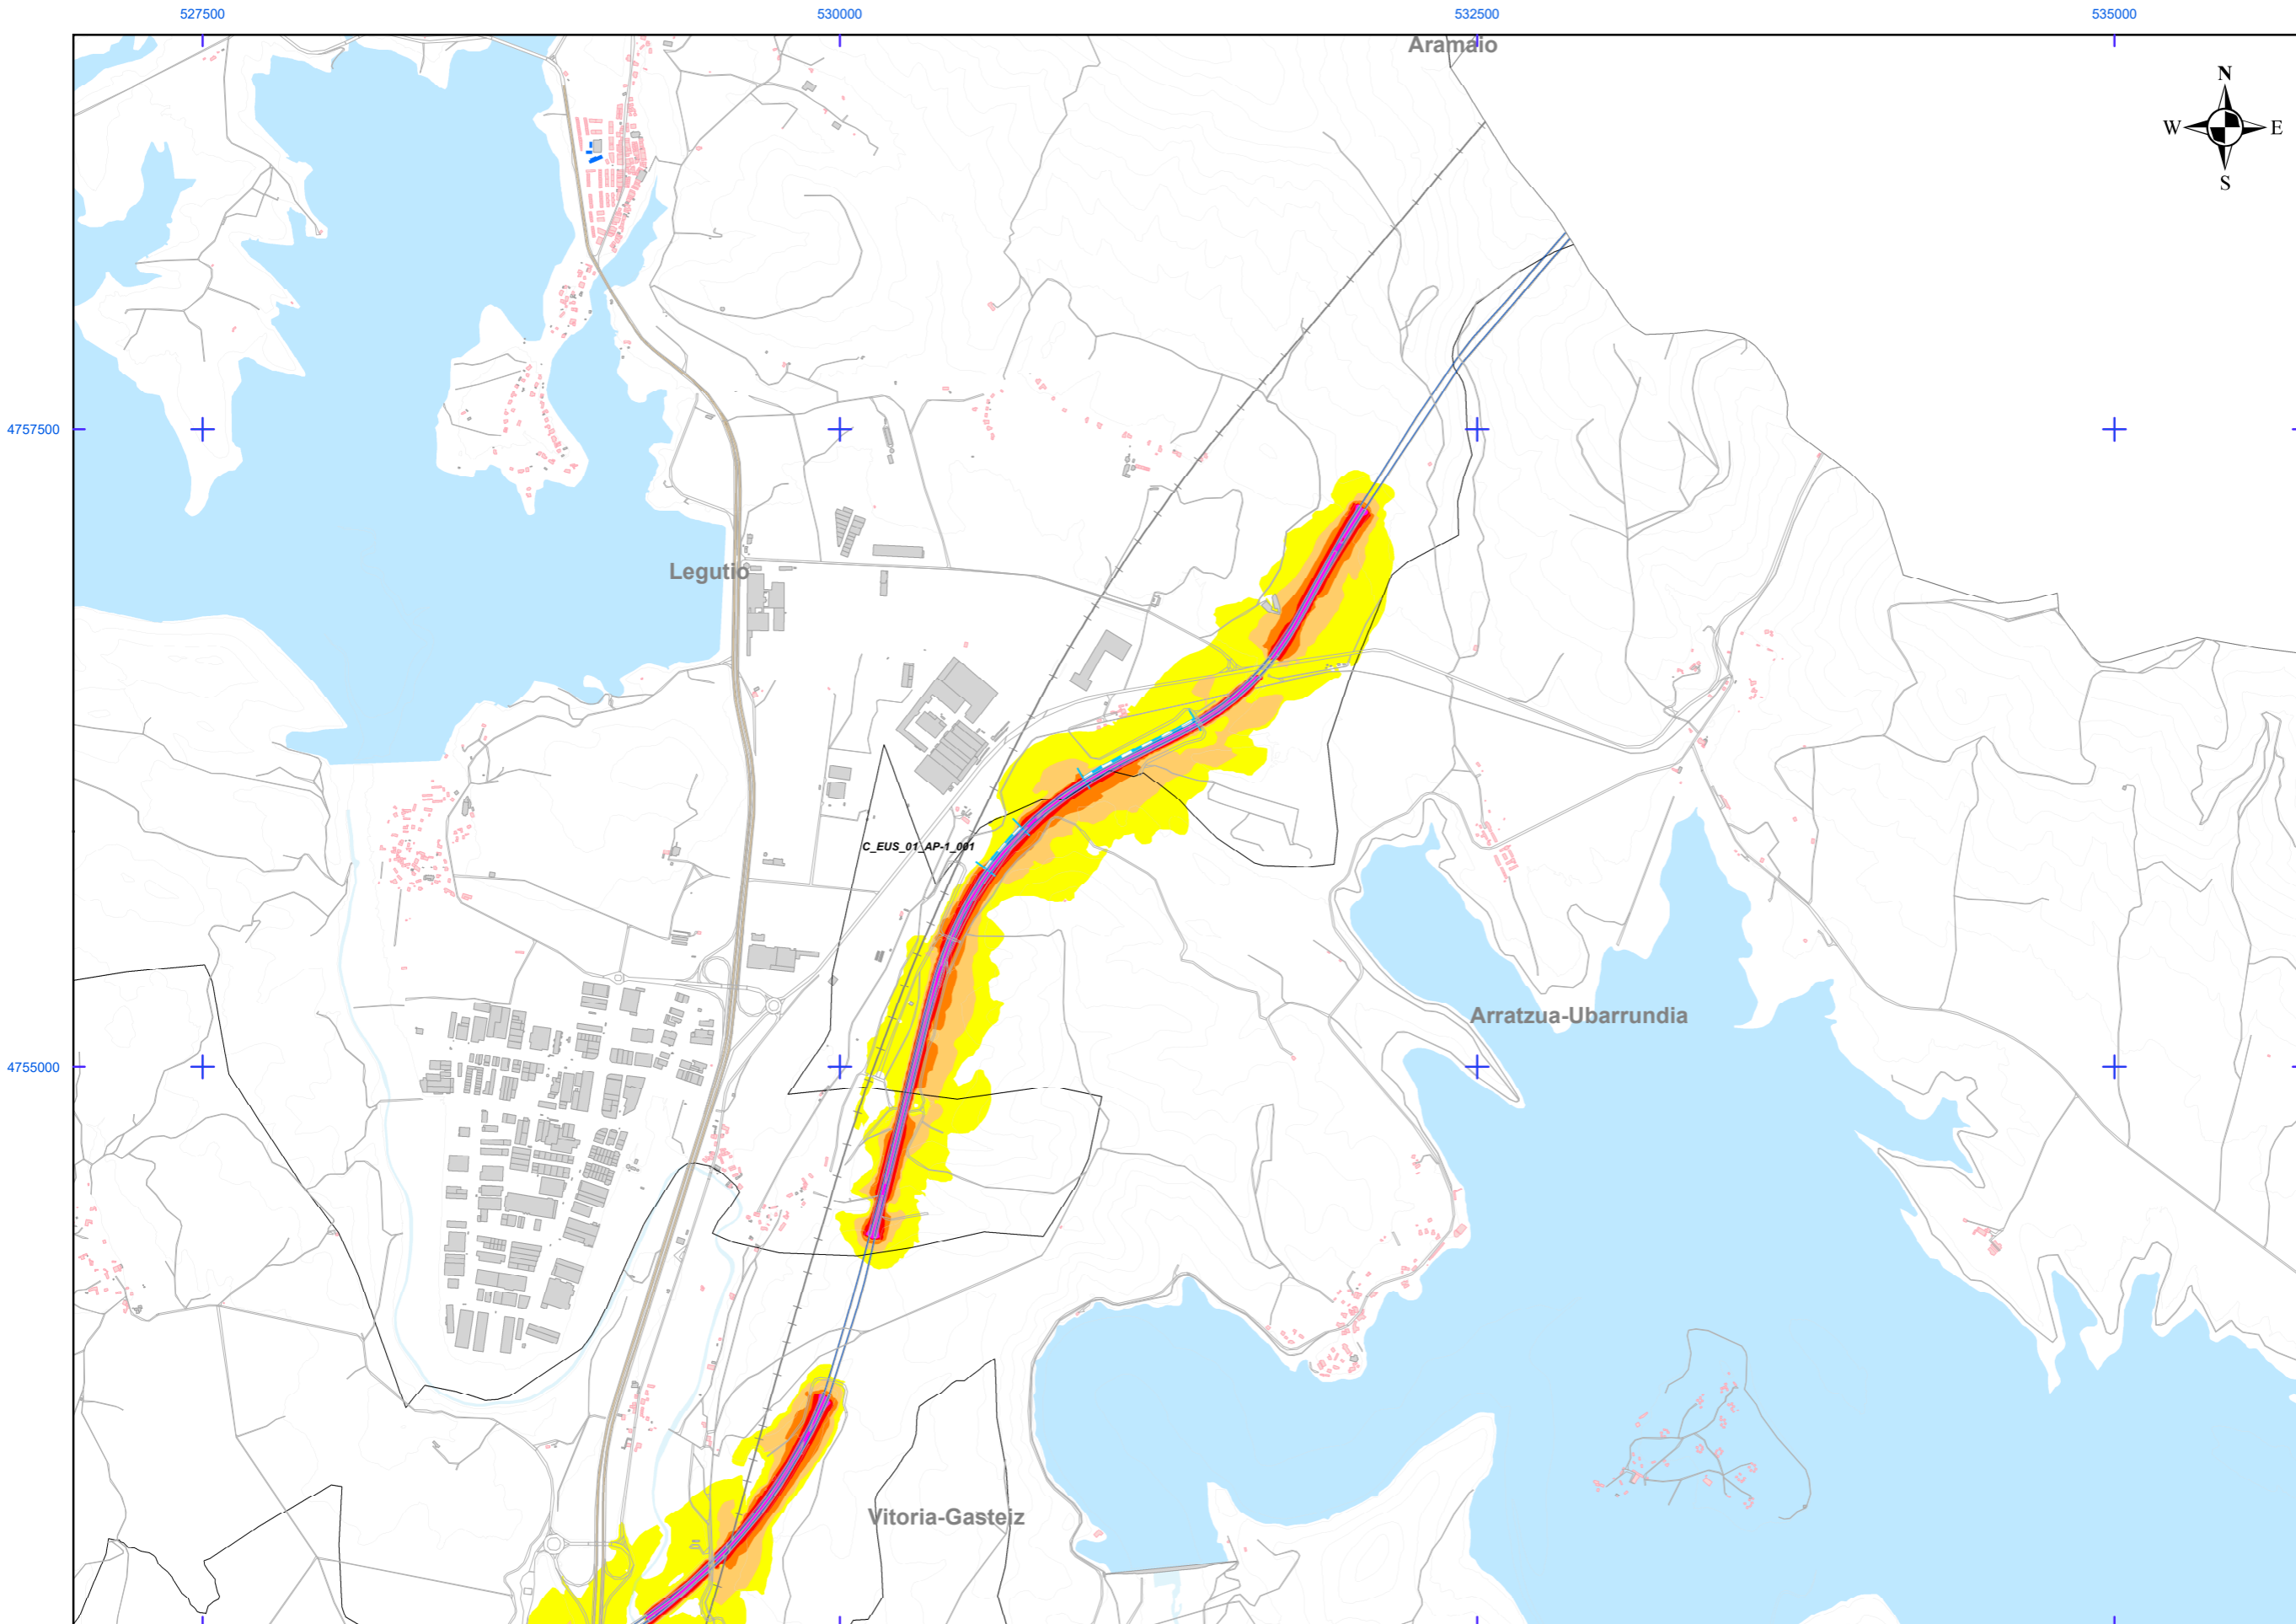 527500
530000
532500
535000
Aramaio
N
W
E
S
4757500
Legutio
C_EUS_01_AP-1_001
Arratzua-Ubarrundia
4755000
Vitoria-Gasteiz